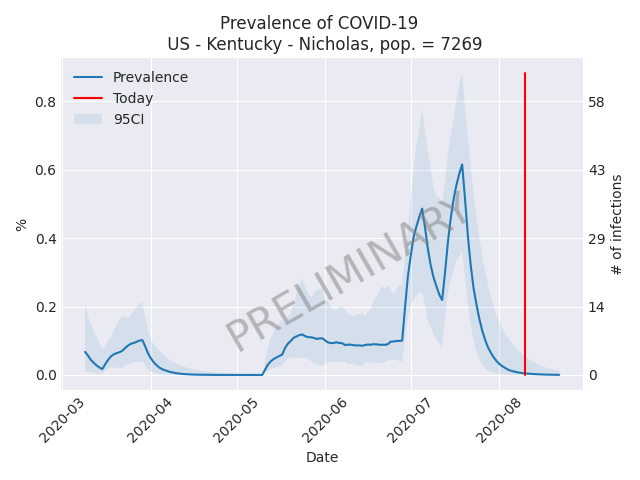 Prevalence of COVID-19
US - Kentucky - Nicholas, pop. = 7269
Prevalence
Today
95CI
PRELIMINARY
%
0.8
0.6
0.4
0.2
0.0
# of infections
58
43
29
14
0
2020-03
2020-04
2020-05
2020-06
2020-07
2020-08
Date